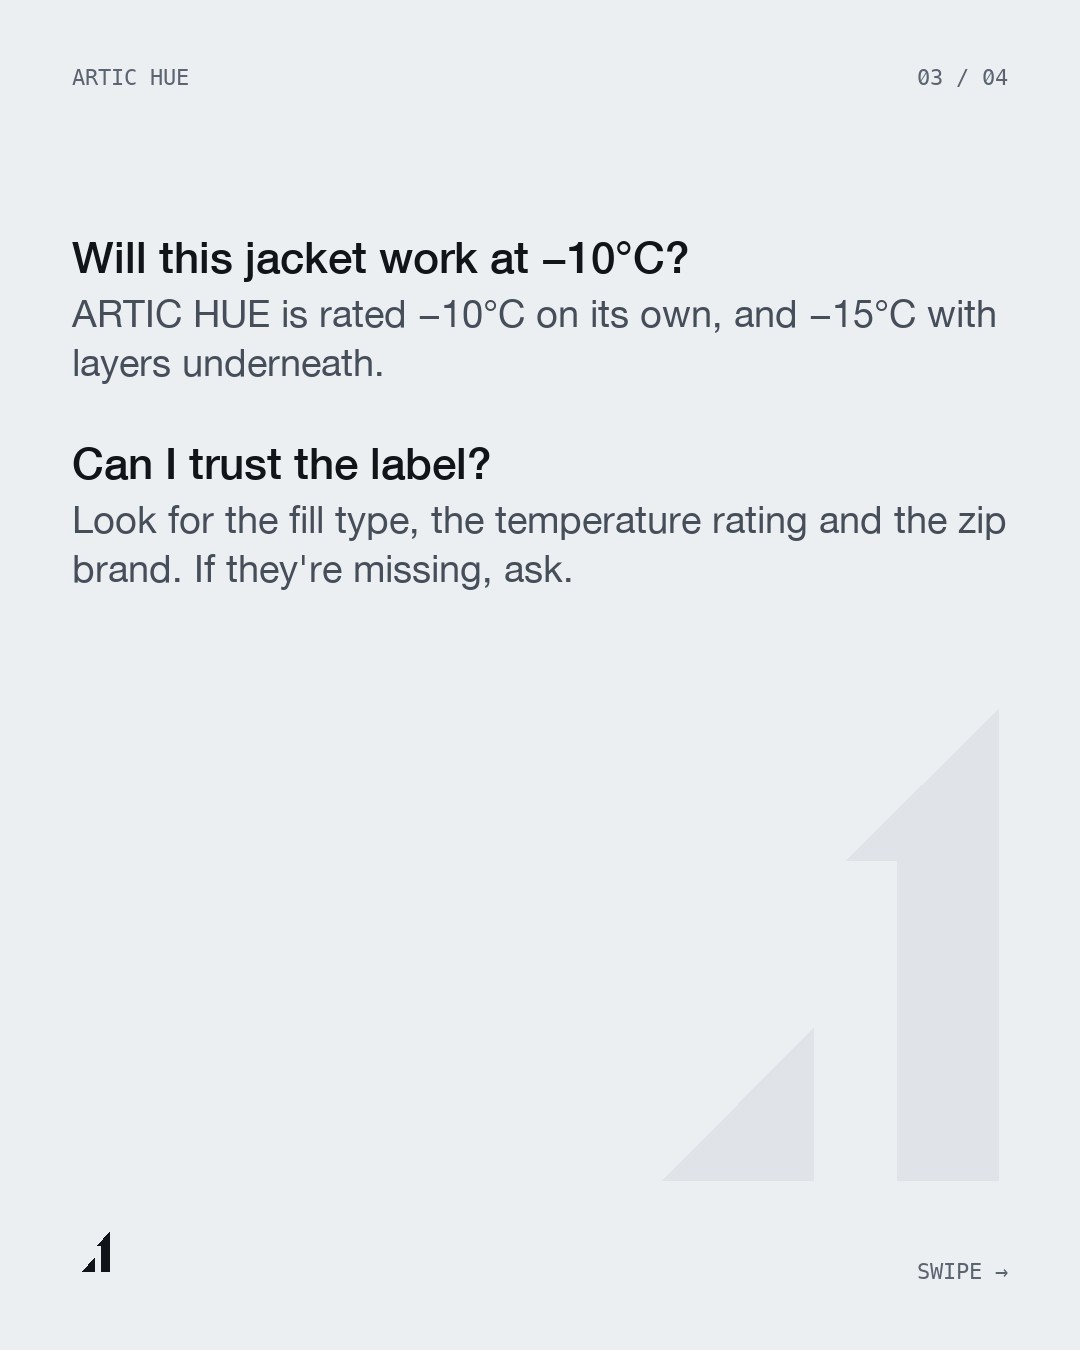 ARTIC HUE
03 / 04
Will this jacket work at –10°C?
ARTIC HUE is rated –10°C on its own, and –15°C with
layers underneath.
Can I trust the label?
Look for the fill type, the temperature rating and the zip
brand. If they're missing, ask.
SWIPE →